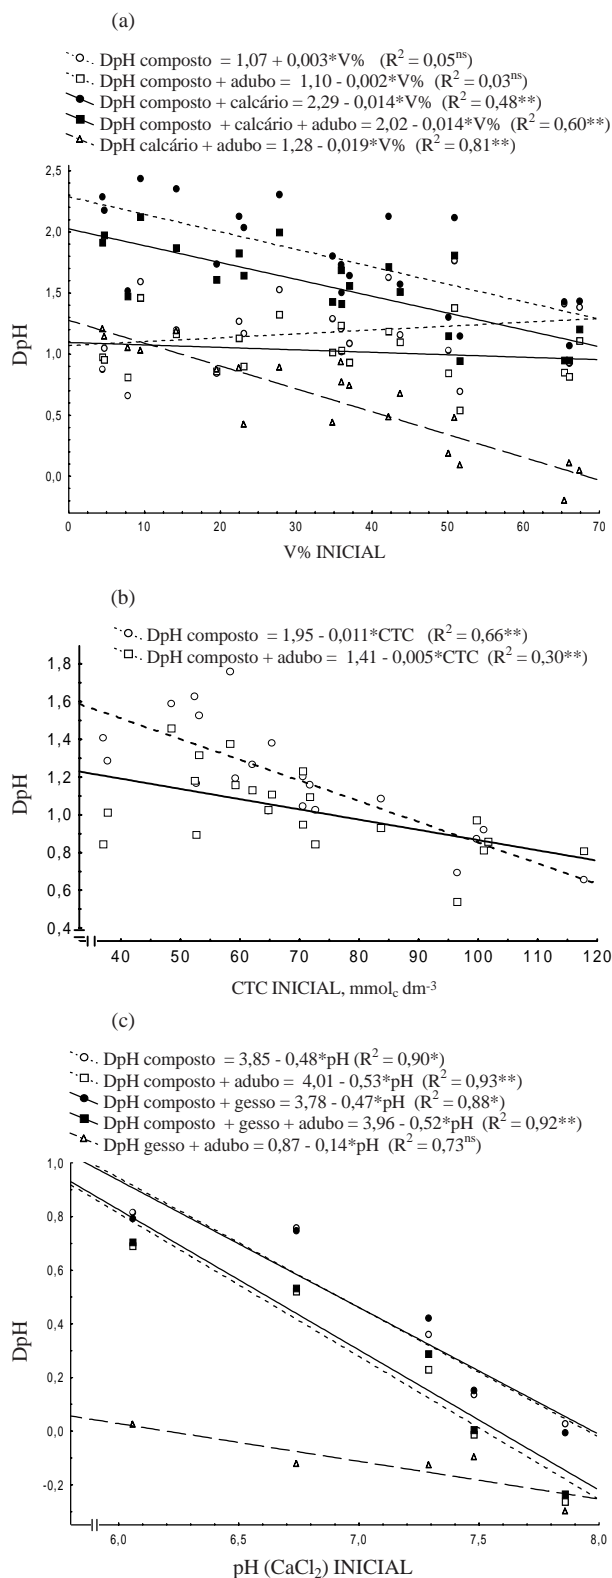 (a)
DpH composto = 1,07 + 0,003*V% (R² = 0,05ⁿˢ)
DpH composto + adubo = 1,10 - 0,002*V% (R² = 0,03ⁿˢ)
DpH composto + calcário = 2,29 - 0,014*V% (R² = 0,48**)
DpH composto + calcário + adubo = 2,02 - 0,014*V% (R² = 0,60**)
DpH calcário + adubo = 1,28 - 0,019*V% (R² = 0,81**)
2,5
2,0
1,5
1,0
0,5
0,0
DpH
0 10 20 30 40 50 60 70
V% INICIAL
(b)
DpH composto = 1,95 - 0,011*CTC (R² = 0,66**)
DpH composto + adubo = 1,41 - 0,005*CTC (R² = 0,30**)
1,8
1,6
1,4
1,2
1,0
0,8
0,6
0,4
DpH
40 50 60 70 80 90 100 110 120
CTC INICIAL, mmol꜀ dm⁻³
(c)
DpH composto = 3,85 - 0,48*pH (R² = 0,90*)
DpH composto + adubo = 4,01 - 0,53*pH (R² = 0,93**)
DpH composto + gesso = 3,78 - 0,47*pH (R² = 0,88*)
DpH composto + gesso + adubo = 3,96 - 0,52*pH (R² = 0,92**)
DpH gesso + adubo = 0,87 - 0,14*pH (R² = 0,73ⁿˢ)
1,0
0,8
0,6
0,4
0,2
0,0
-0,2
DpH
6,0 6,5 7,0 7,5 8,0
pH (CaCl₂) INICIAL